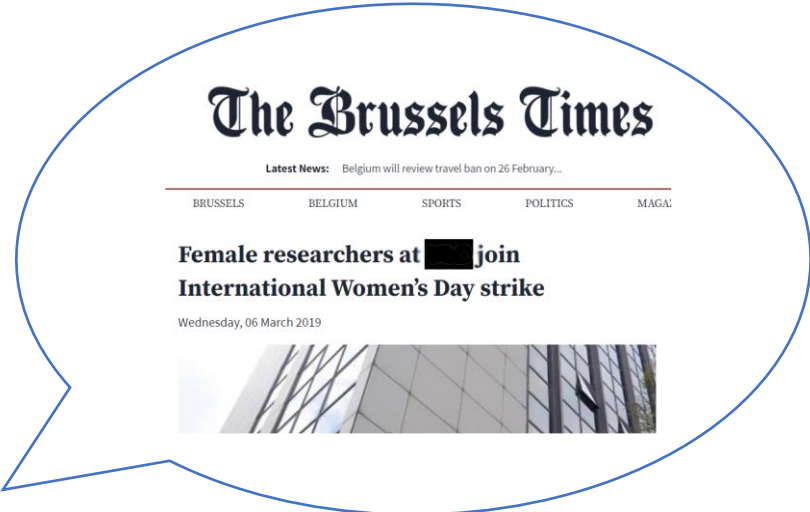 The Brussels Times
Latest News: Belgium will review travel ban on 26 February...
BRUSSELS BELGIUM SPORTS POLITICS MAGAZ
Female researchers at join
International Women's Day strike
Wednesday, 06 March 2019